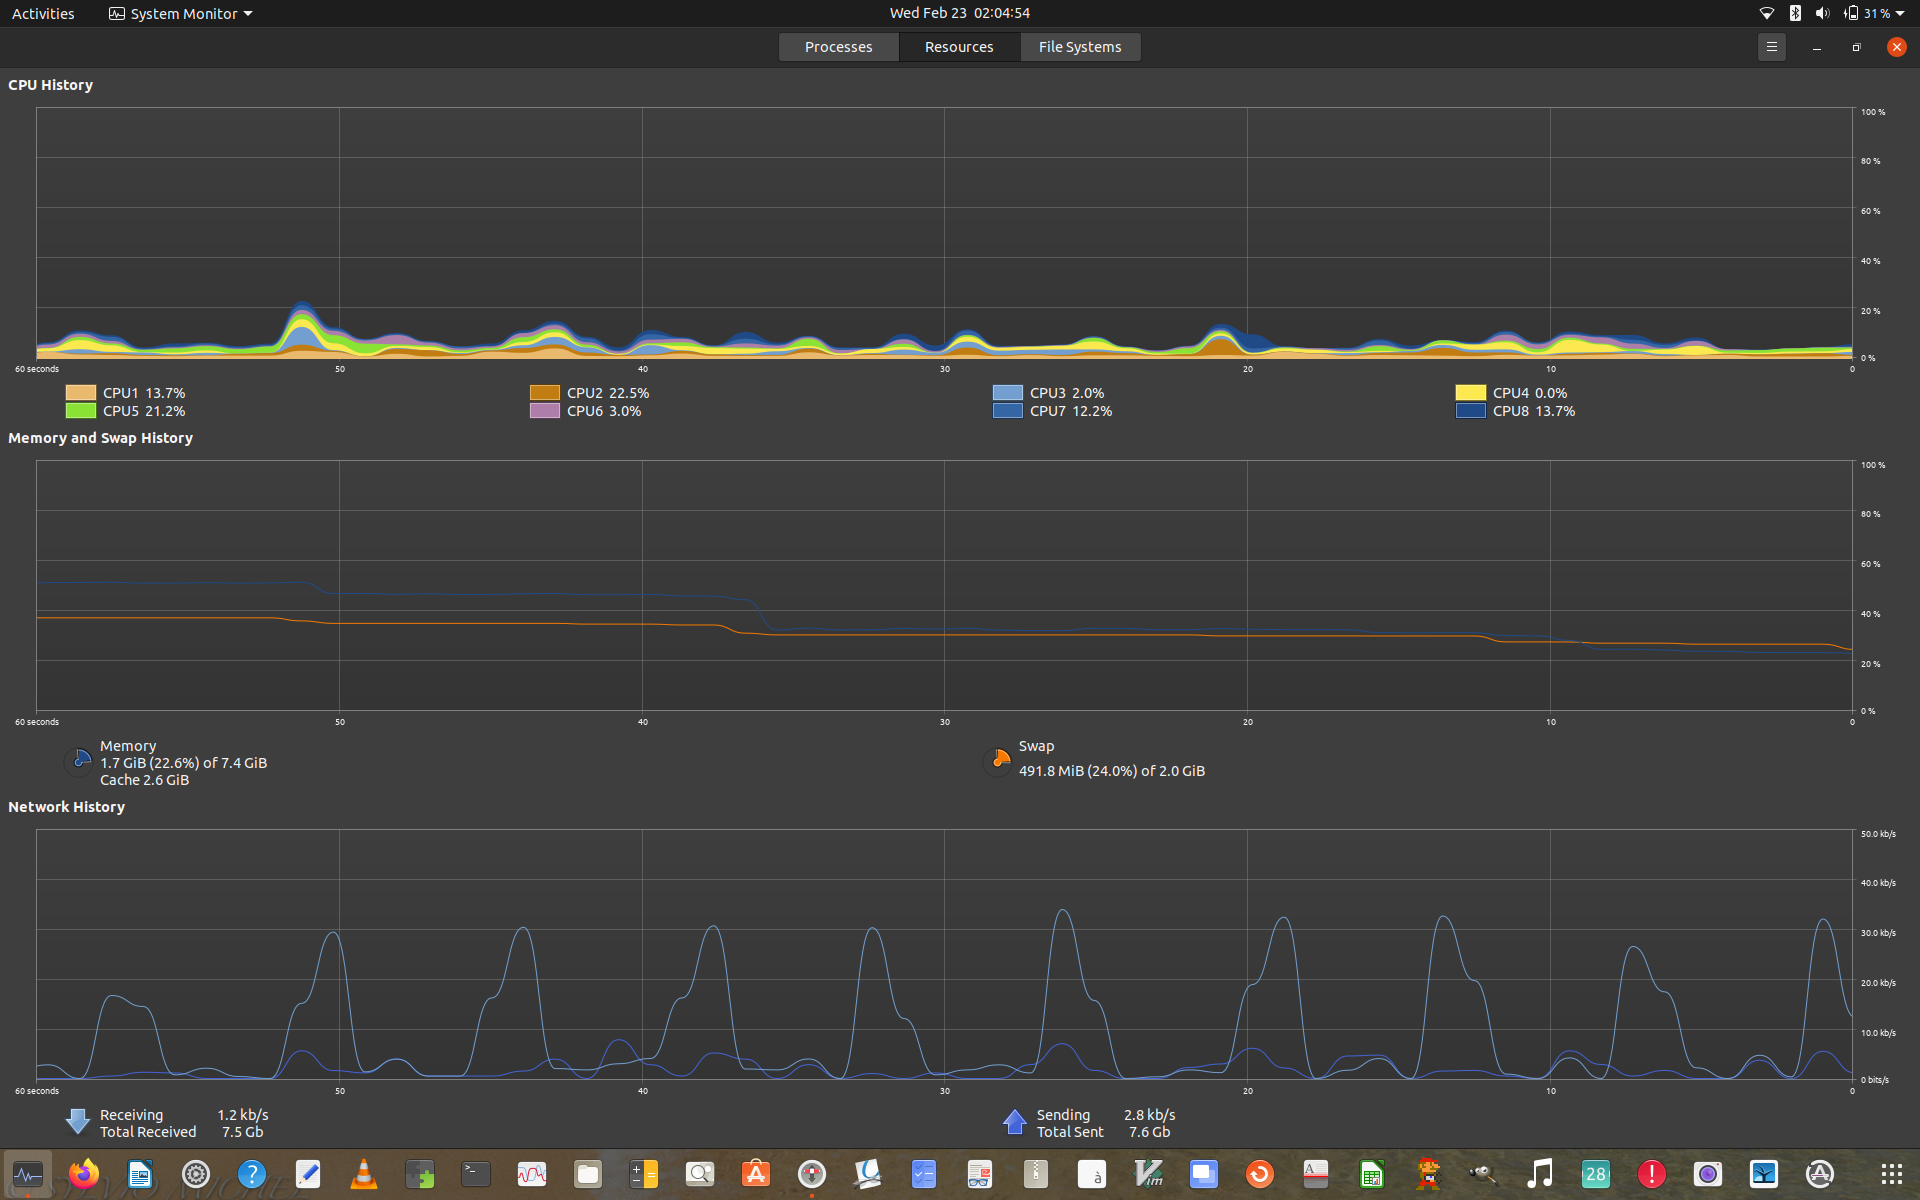 Activities System Monitor Wed Feb 23 02:04:54 31 %
Processes Resources File Systems
CPU History
100 %
80 %
60 %
40 %
20 %
0 %
60 seconds 50 40 30 20 10 0
CPU1 13.7% CPU2 22.5% CPU3 2.0% CPU4 0.0%
CPU5 21.2% CPU6 3.0% CPU7 12.2% CPU8 13.7%
Memory and Swap History
100 %
80 %
60 %
40 %
20 %
0 %
60 seconds 50 40 30 20 10 0
Memory
1.7 GiB (22.6%) of 7.4 GiB
Cache 2.6 GiB
Swap
491.8 MiB (24.0%) of 2.0 GiB
Network History
50.0 kb/s
40.0 kb/s
30.0 kb/s
20.0 kb/s
10.0 kb/s
0 bits/s
60 seconds 50 40 30 20 10 0
Receiving 1.2 kb/s
Total Received 7.5 Gb
Sending 2.8 kb/s
Total Sent 7.6 Gb
? >_ A à Vim A 28 !